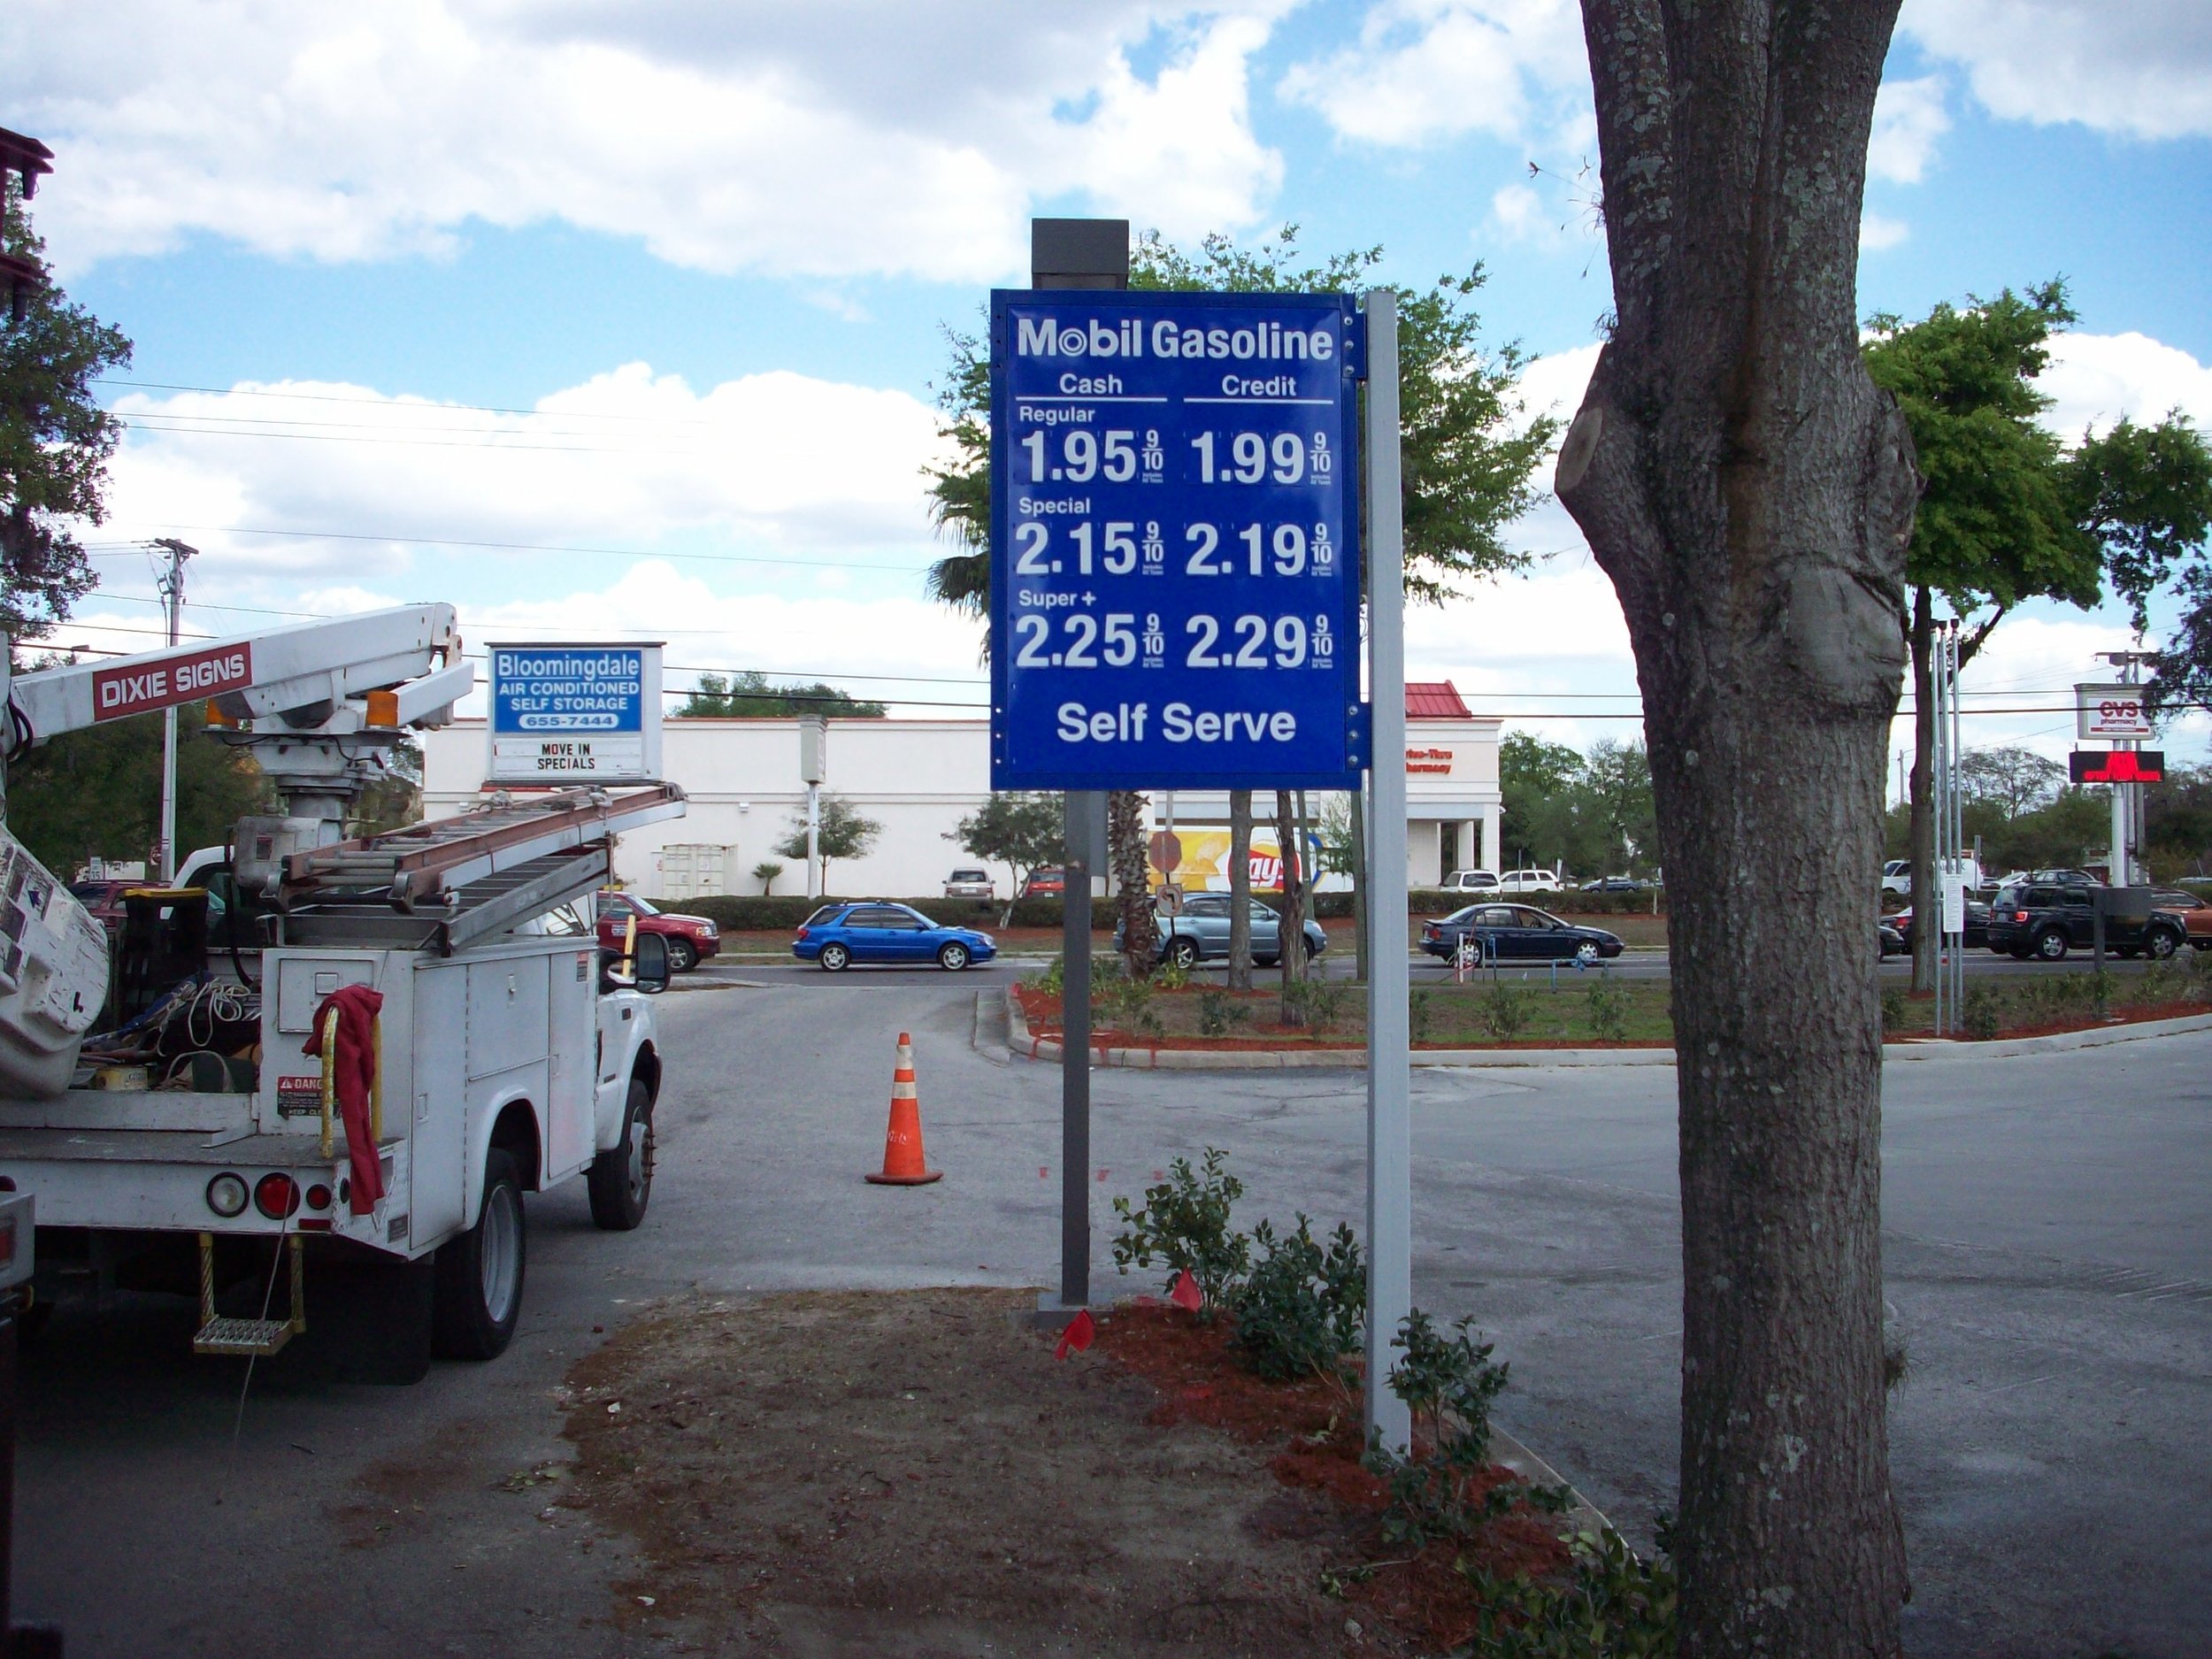 Mobil Gasoline
Cash Credit
Regular
1.95 9/10 1.99 9/10
Special
2.15 9/10 2.19 9/10
Super+
2.25 9/10 2.29 9/10
Self Serve
DIXIE SIGNS
Bloomingdale
AIR CONDITIONED
SELF STORAGE
655-7444
MOVE IN
SPECIALS
CVS
pharmacy